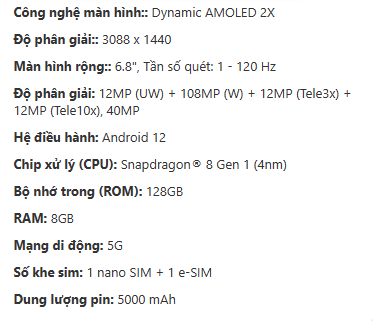 Công nghệ màn hình:: Dynamic AMOLED 2X
Độ phân giải:: 3088 x 1440
Màn hình rộng:: 6.8", Tần số quét: 1 - 120 Hz
Độ phân giải: 12MP (UW) + 108MP (W) + 12MP (Tele3x) +
12MP (Tele10x), 40MP
Hệ điều hành: Android 12
Chip xử lý (CPU): Snapdragon® 8 Gen 1 (4nm)
Bộ nhớ trong (ROM): 128GB
RAM: 8GB
Mạng di động: 5G
Số khe sim: 1 nano SIM + 1 e-SIM
Dung lượng pin: 5000 mAh